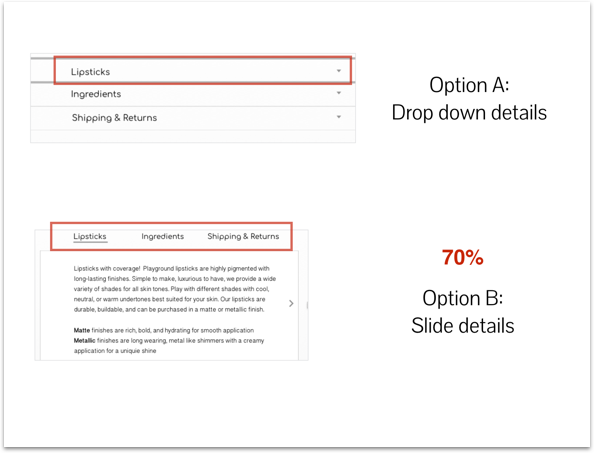 Lipsticks
Ingredients
Shipping & Returns
Option A:
Drop down details
Lipsticks Ingredients Shipping & Returns
Lipsticks with coverage! Playground lipsticks are highly pigmented with
long-lasting finishes. Simple to make, luxurious to have, we provide a wide
variety of shades for all skin tones. Play with different shades with cool,
neutral, or warm undertones best suited for your skin. Our lipsticks are
durable, buildable, and can be purchased in a matte or metallic finish.
Matte finishes are rich, bold, and hydrating for smooth application
Metallic finishes are long wearing, metal like shimmers with a creamy
application for a unique shine
70%
Option B:
Slide details